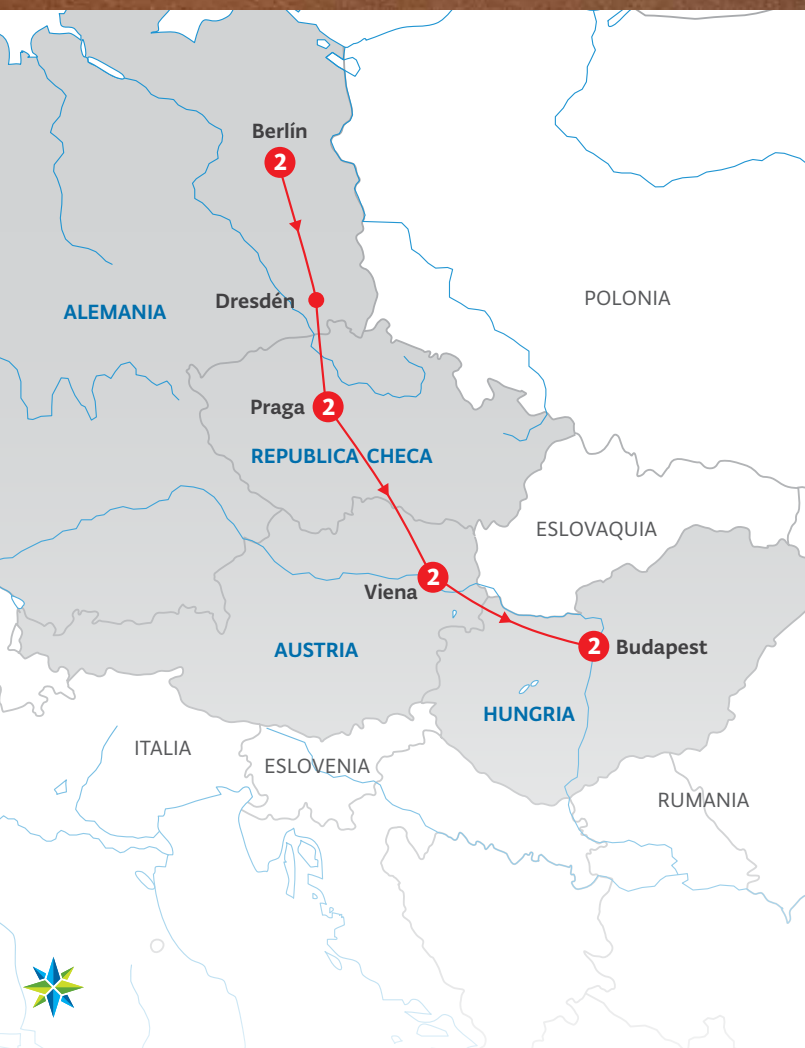 Berlín
2
Dresdén
ALEMANIA
POLONIA
Praga 2
REPUBLICA CHECA
ESLOVAQUIA
2
Viena
2 Budapest
AUSTRIA
HUNGRIA
ITALIA
ESLOVENIA
RUMANIA